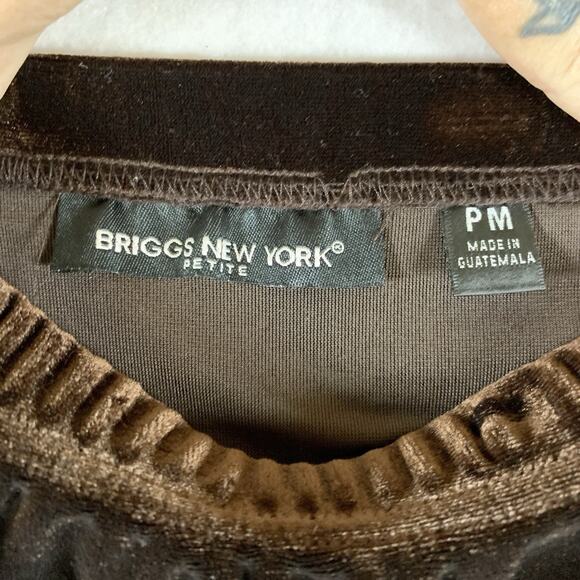 BRIGGS NEW YORK®
PETITE
PM
MADE IN
GUATEMALA